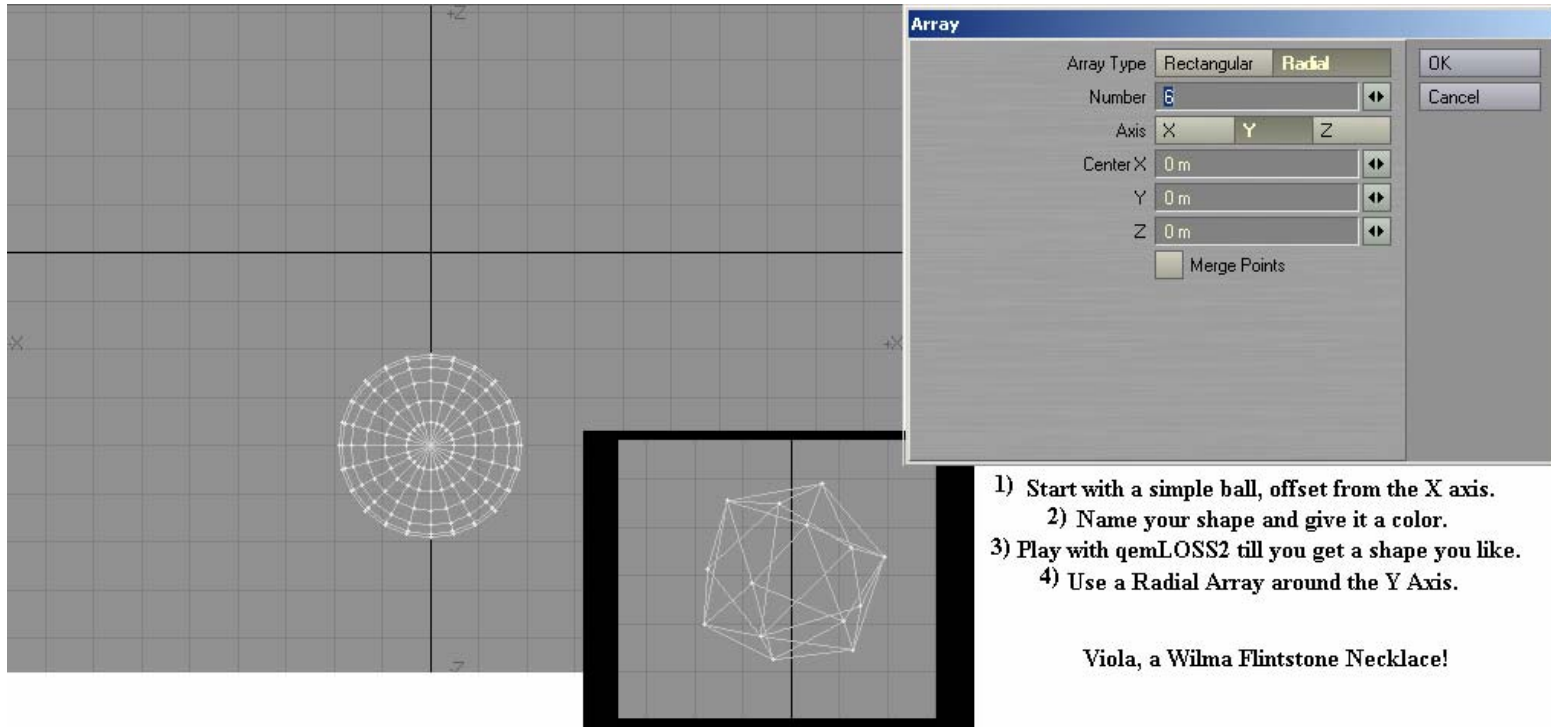 +Z
-X
+X
-Z
Array
Array Type Rectangular Radial
Number 6
Axis X Y Z
Center X 0 m
Y 0 m
Z 0 m
Merge Points
OK
Cancel
1) Start with a simple ball, offset from the X axis.
2) Name your shape and give it a color.
3) Play with qemLOSS2 till you get a shape you like.
4) Use a Radial Array around the Y Axis.
Viola, a Wilma Flintstone Necklace!